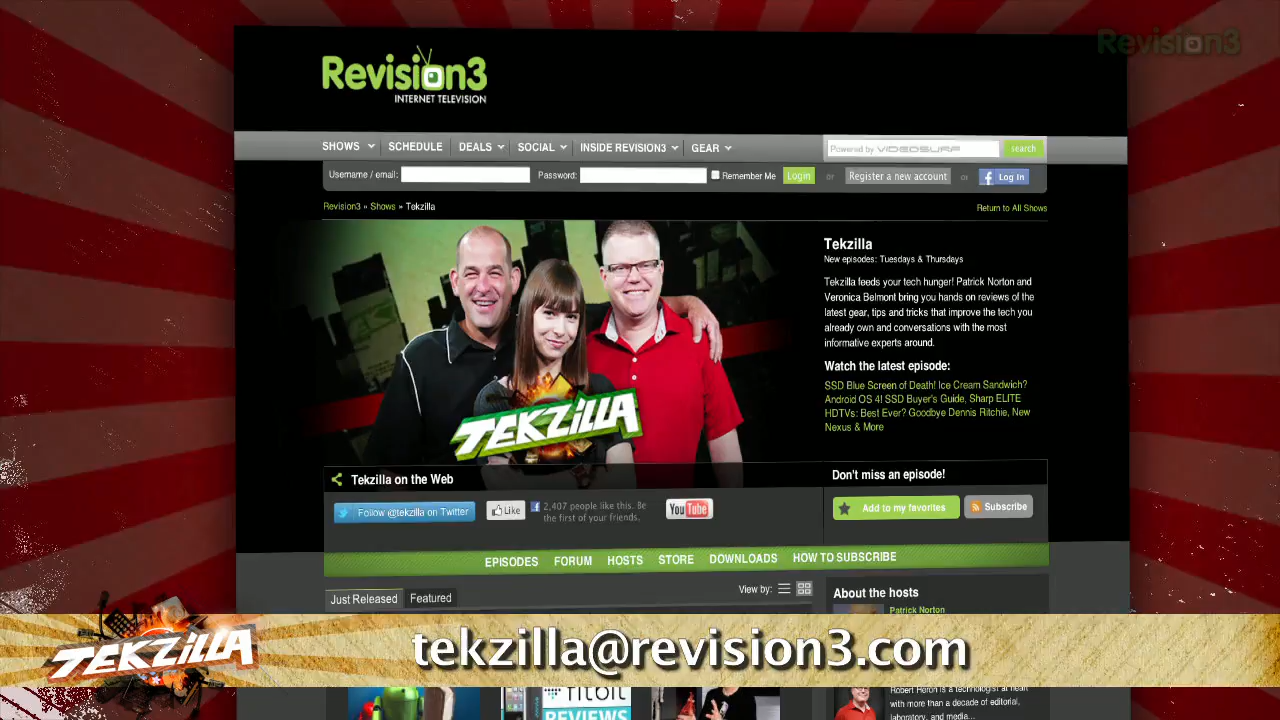 Revision3
Revision3
INTERNET TELEVISION
SHOWS SCHEDULE DEALS SOCIAL INSIDE REVISION3 GEAR
Powered by VIDEOSURF search
Username / email: Password: Remember Me Login or Register a new account or Log In
Revision3 » Shows » Tekzilla
Return to All Shows
Tekzilla
New episodes: Tuesdays & Thursdays
Tekzilla feeds your tech hunger! Patrick Norton and
Veronica Belmont bring you hands on reviews of the
latest gear, tips and tricks that improve the tech you
already own and conversations with the most
informative experts around.
Watch the latest episode:
SSD Blue Screen of Death! Ice Cream Sandwich?
Android OS 4! SSD Buyer's Guide, Sharp ELITE
HDTVs: Best Ever? Goodbye Dennis Ritchie, New
Nexus & More
TEKZILLA
Tekzilla on the Web
Follow @tekzilla on Twitter
Like
2,407 people like this. Be
the first of your friends.
YouTube
Don't miss an episode!
Add to my favorites
Subscribe
EPISODES FORUM HOSTS STORE DOWNLOADS HOW TO SUBSCRIBE
Just Released Featured
View by:
About the hosts
Patrick Norton
TEKZILLA
tekzilla@revision3.com
fitbit
REVIEWS
Robert Heron is a technologist at heart
with more than a decade of editorial,
laboratory, and media...